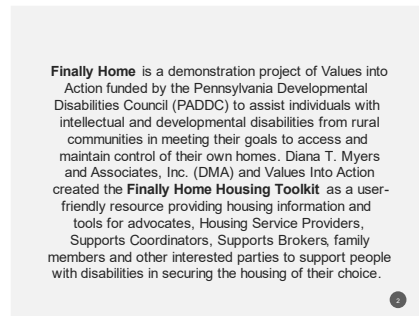 Finally Home is a demonstration project of Values into
Action funded by the Pennsylvania Developmental
Disabilities Council (PADDC) to assist individuals with
intellectual and developmental disabilities from rural
communities in meeting their goals to access and
maintain control of their own homes. Diana T. Myers
and Associates, Inc. (DMA) and Values Into Action
created the Finally Home Housing Toolkit as a user-
friendly resource providing housing information and
tools for advocates, Housing Service Providers,
Supports Coordinators, Supports Brokers, family
members and other interested parties to support people
with disabilities in securing the housing of their choice.
2